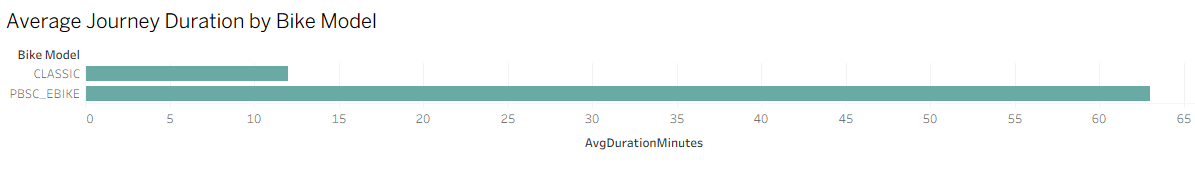 Average Journey Duration by Bike Model
Bike Model
CLASSIC
PBSC_EBIKE
0 5 10 15 20 25 30 35 40 45 50 55 60 65
AvgDurationMinutes